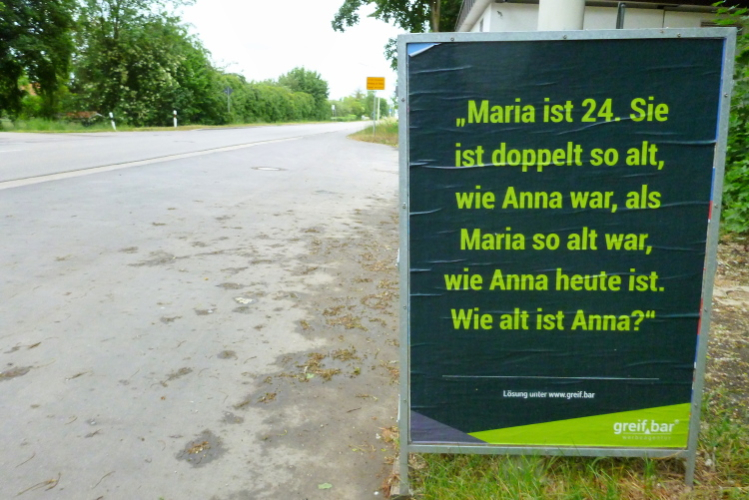 „Maria ist 24. Sie
ist doppelt so alt,
wie Anna war, als
Maria so alt war,
wie Anna heute ist.
Wie alt ist Anna?“
Lösung unter www.greif.bar
greif.bar